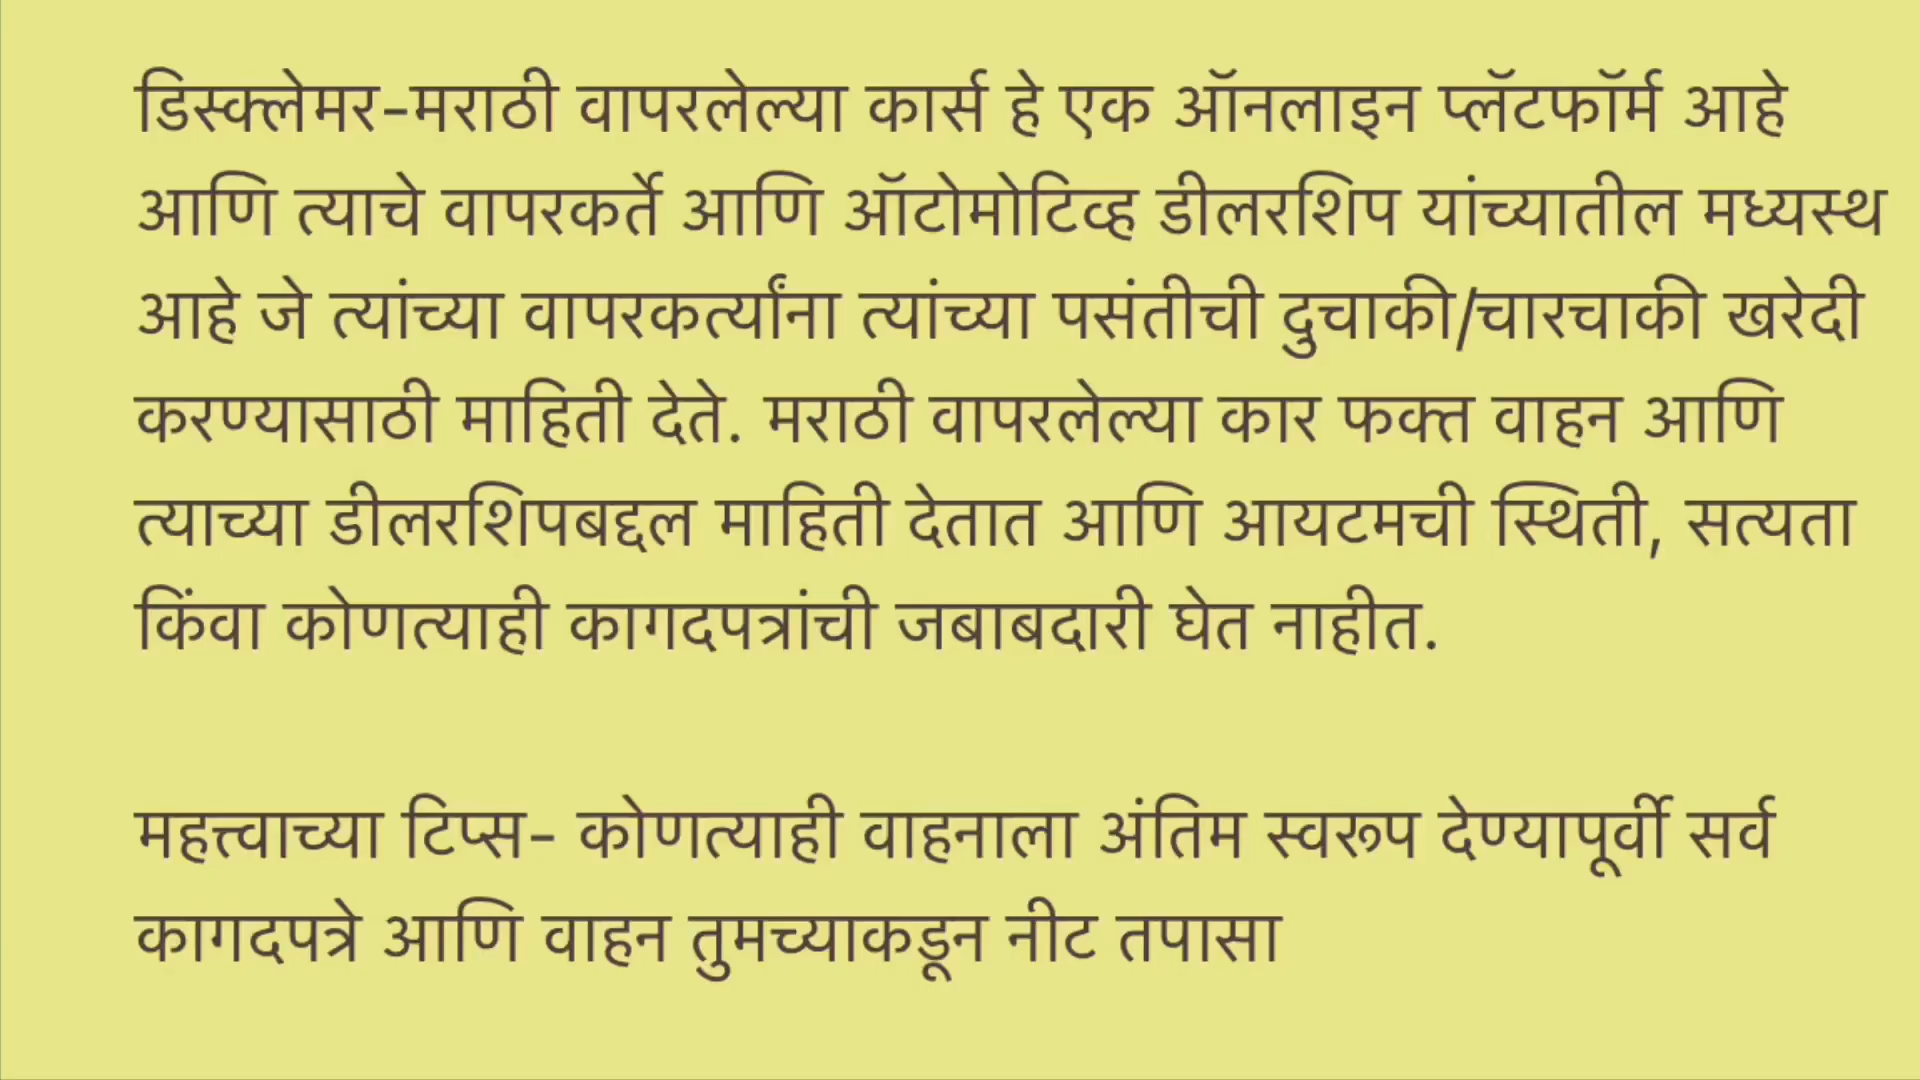 डिस्क्लेमर-मराठी वापरलेल्या कार्स हे एक ऑनलाइन प्लॅटफॉर्म आहे
आणि त्याचे वापरकर्ते आणि ऑटोमोटिव्ह डीलरशिप यांच्यातील मध्यस्थ
आहे जे त्यांच्या वापरकर्त्यांना त्यांच्या पसंतीची दुचाकी/चारचाकी खरेदी
करण्यासाठी माहिती देते. मराठी वापरलेल्या कार फक्त वाहन आणि
त्याच्या डीलरशिपबद्दल माहिती देतात आणि आयटमची स्थिती, सत्यता
किंवा कोणत्याही कागदपत्रांची जबाबदारी घेत नाहीत.
महत्त्वाच्या टिप्स- कोणत्याही वाहनाला अंतिम स्वरूप देण्यापूर्वी सर्व
कागदपत्रे आणि वाहन तुमच्याकडून नीट तपासा